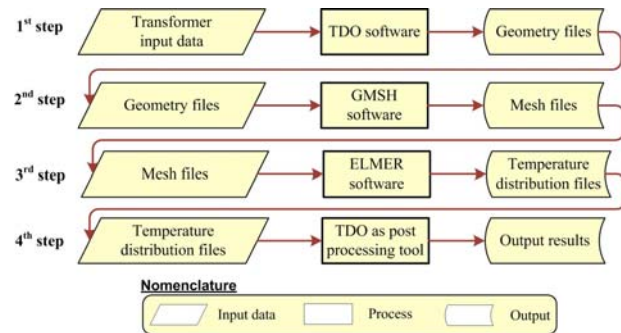 1st step
Transformer
input data
TDO software
Geometry files
2nd step
Geometry files
GMSH
software
Mesh files
3rd step
Mesh files
ELMER
software
Temperature
distribution files
4th step
Temperature
distribution files
TDO as post
processing tool
Output results
Nomenclature
Input data
Process
Output